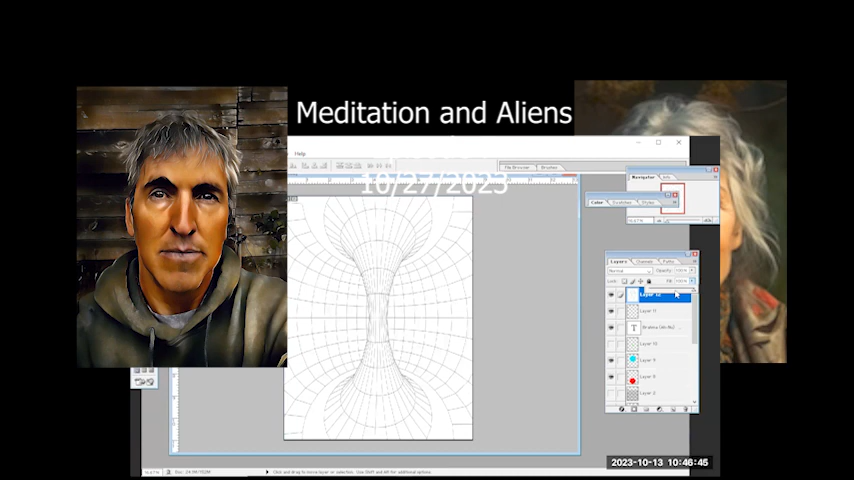 Meditation and Aliens
Help
File Browser
Brushes
10/27/2023
Navigator
Info
Color
Swatches
Styles
Layers
Channels
Paths
Normal
Opacity: 100%
Lock:
Fill: 100%
Layer 12
Layer 11
Layer 10
Layer 9
Layer 8
Layer 2
Click and drag to move layer or selection. Use Shift and Alt for additional options.
2023-10-13 10:46:45